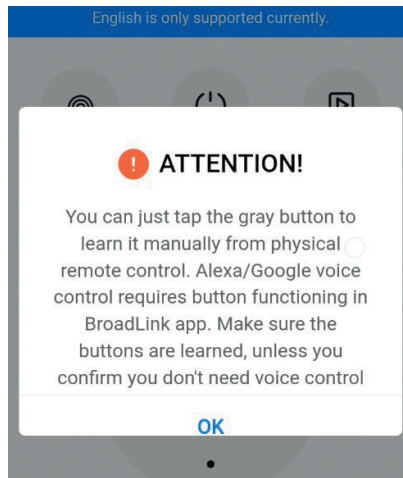 English is only supported currently.
! ATTENTION!
You can just tap the gray button to
learn it manually from physical
remote control. Alexa/Google voice
control requires button functioning in
BroadLink app. Make sure the
buttons are learned, unless you
confirm you don't need voice control
OK